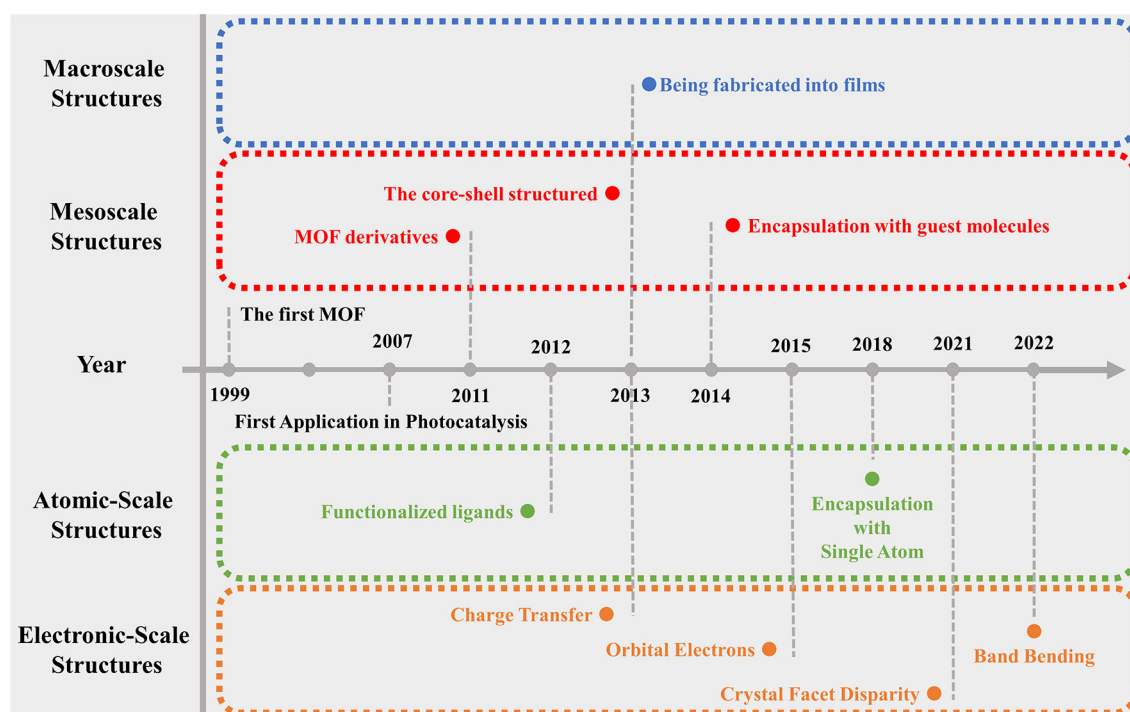 Macroscale
Structures
Being fabricated into films
Mesoscale
Structures
The core-shell structured
MOF derivatives
Encapsulation with guest molecules
The first MOF
Year
2007
2012
2015
2018
2021
2022
1999
2011
2013
2014
First Application in Photocatalysis
Atomic-Scale
Structures
Functionalized ligands
Encapsulation
with
Single Atom
Electronic-Scale
Structures
Charge Transfer
Orbital Electrons
Band Bending
Crystal Facet Disparity